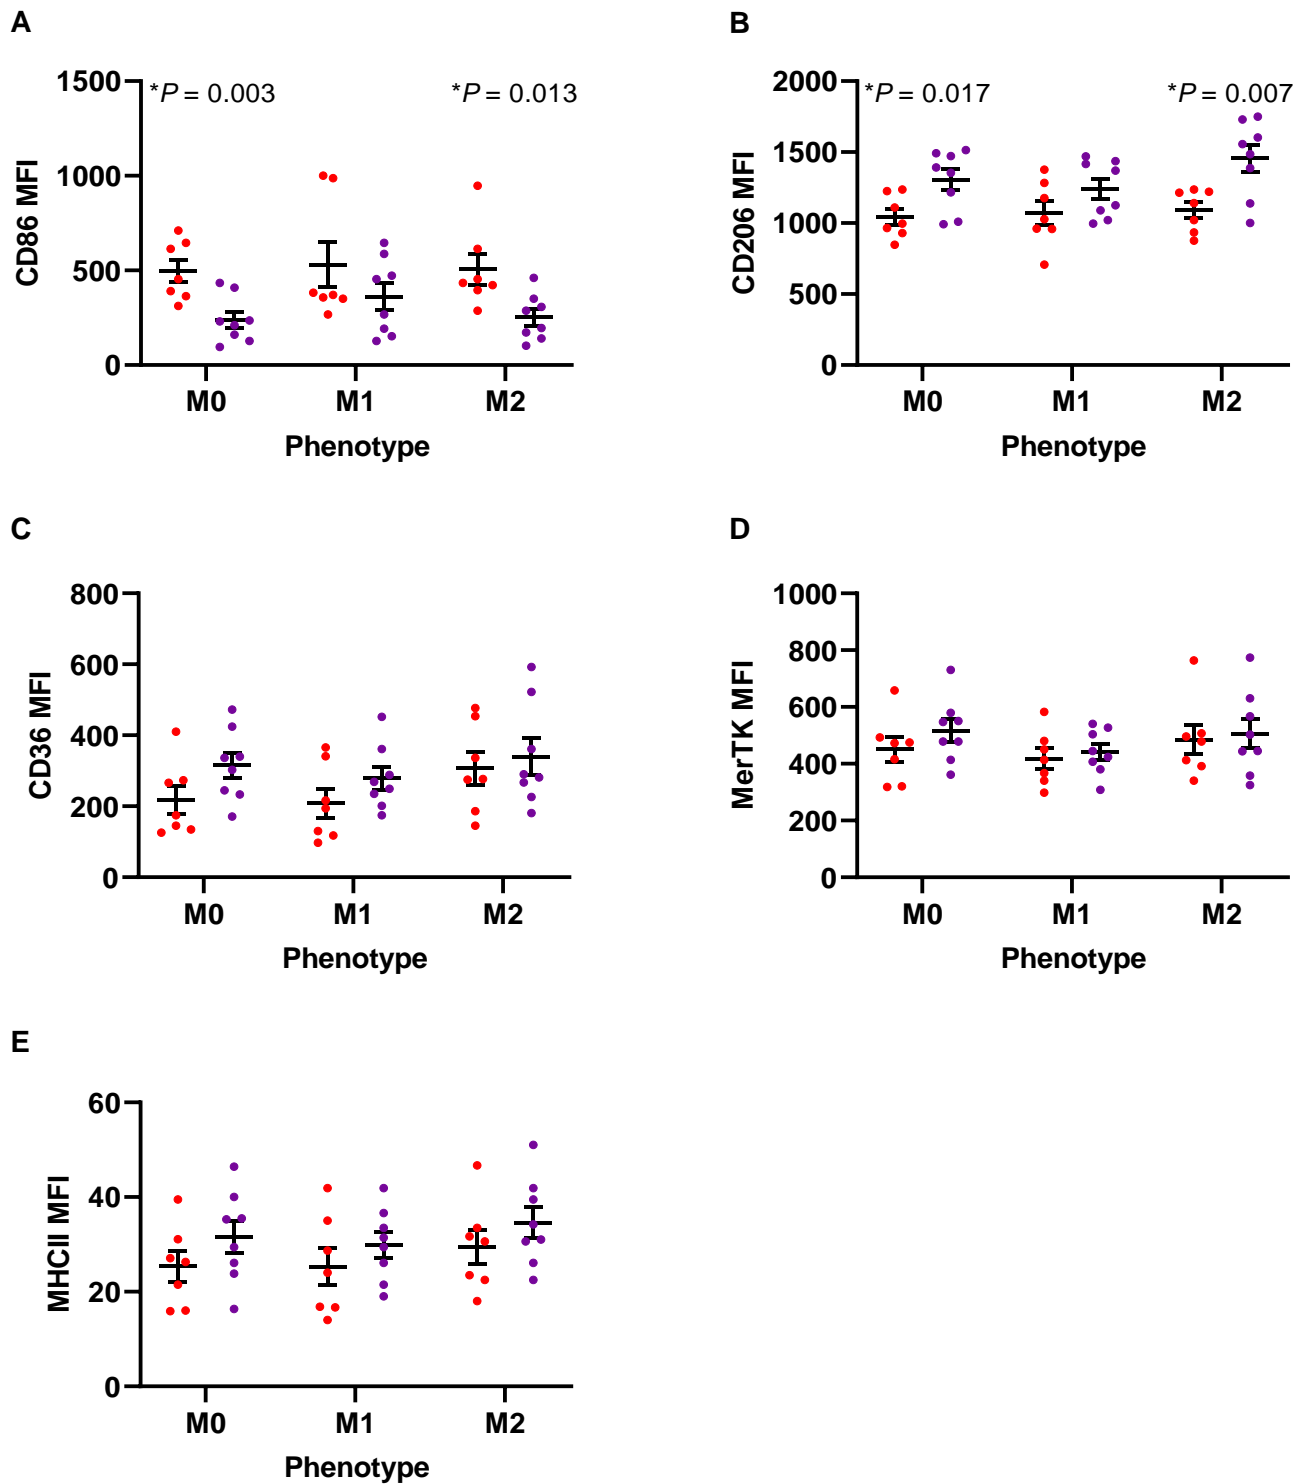 A
*P = 0.003
*P = 0.013
1500
1000
500
0
CD86 MFI
M0
M1
M2
Phenotype
B
*P = 0.017
*P = 0.007
2000
1500
1000
500
0
CD206 MFI
M0
M1
M2
Phenotype
C
800
600
400
200
0
CD36 MFI
M0
M1
M2
Phenotype
D
1000
800
600
400
200
0
MerTK MFI
M0
M1
M2
Phenotype
E
60
40
20
0
MHCII MFI
M0
M1
M2
Phenotype